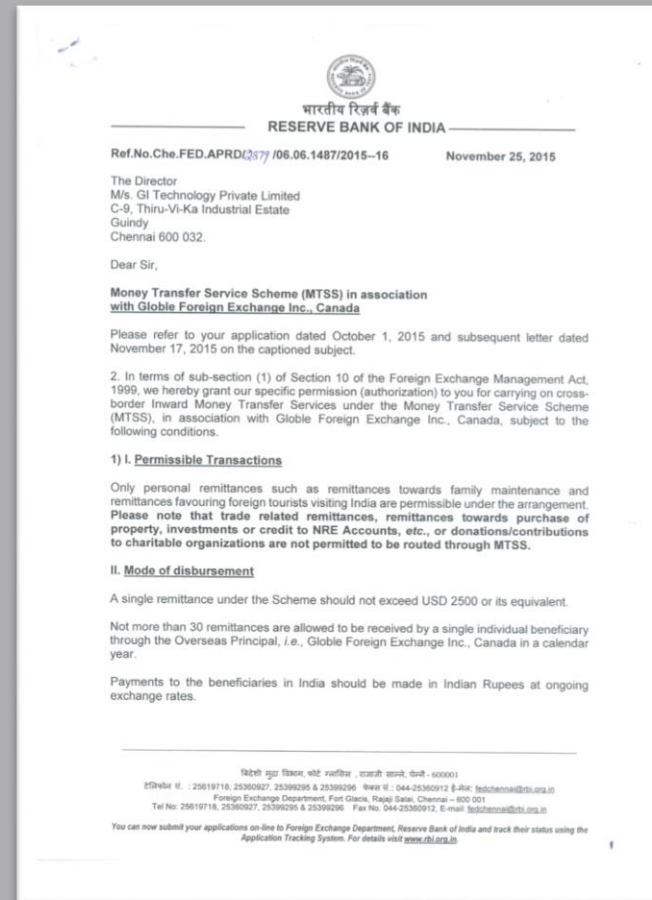 भारतीय रिज़र्व बैंक
RESERVE BANK OF INDIA
Ref.No.Che.FED.APRD/2879 /06.06.1487/2015--16 November 25, 2015
The Director
M/s. GI Technology Private Limited
C-9, Thiru-Vi-Ka Industrial Estate
Guindy
Chennai 600 032.
Dear Sir,
Money Transfer Service Scheme (MTSS) in association
with Globle Foreign Exchange Inc., Canada
Please refer to your application dated October 1, 2015 and subsequent letter dated
November 17, 2015 on the captioned subject.
2. In terms of sub-section (1) of Section 10 of the Foreign Exchange Management Act,
1999, we hereby grant our specific permission (authorization) to you for carrying on cross-
border Inward Money Transfer Services under the Money Transfer Service Scheme
(MTSS), in association with Globle Foreign Exchange Inc., Canada, subject to the
following conditions.
1) I. Permissible Transactions
Only personal remittances such as remittances towards family maintenance and
remittances favouring foreign tourists visiting India are permissible under the arrangement.
Please note that trade related remittances, remittances towards purchase of
property, investments or credit to NRE Accounts, etc., or donations/contributions
to charitable organizations are not permitted to be routed through MTSS.
II. Mode of disbursement
A single remittance under the Scheme should not exceed USD 2500 or its equivalent.
Not more than 30 remittances are allowed to be received by a single individual beneficiary
through the Overseas Principal, i.e., Globle Foreign Exchange Inc., Canada in a calendar
year.
Payments to the beneficiaries in India should be made in Indian Rupees at ongoing
exchange rates.
विदेशी मुद्रा विभाग, फोर्ट ग्लासिस , राजाजी सालै, चेन्नै - 600001
टेलिफोन सं. : 25619718, 25360927, 25399295 & 25399296 फैक्स सं.: 044-25360912 ई-मेल: fedchennai@rbi.org.in
Foreign Exchange Department, Fort Glacis, Rajaji Salai, Chennai – 600 001
Tel No: 25619718, 25360927, 25399295 & 25399296 Fax No. 044-25360912, E-mail: fedchennai@rbi.org.in
You can now submit your applications on-line to Foreign Exchange Department, Reserve Bank of India and track their status using the
Application Tracking System. For details visit www.rbi.org.in.
1